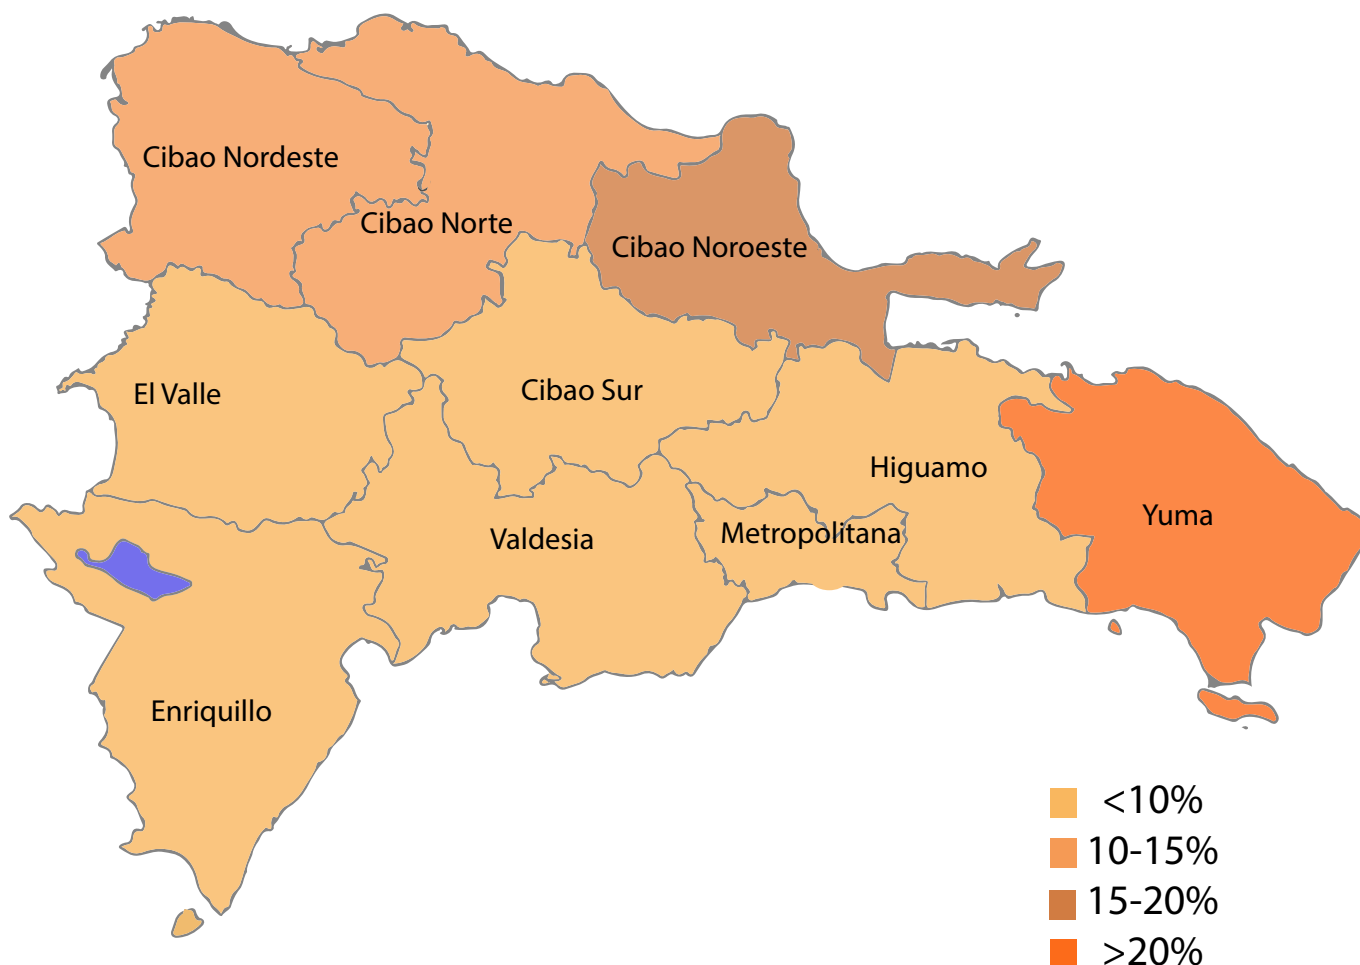 Cibao Nordeste
Cibao Norte
Cibao Noroeste
El Valle
Cibao Sur
Higuamo
Yuma
Valdesia
Metropolitana
Enriquillo
<10%
10-15%
15-20%
>20%